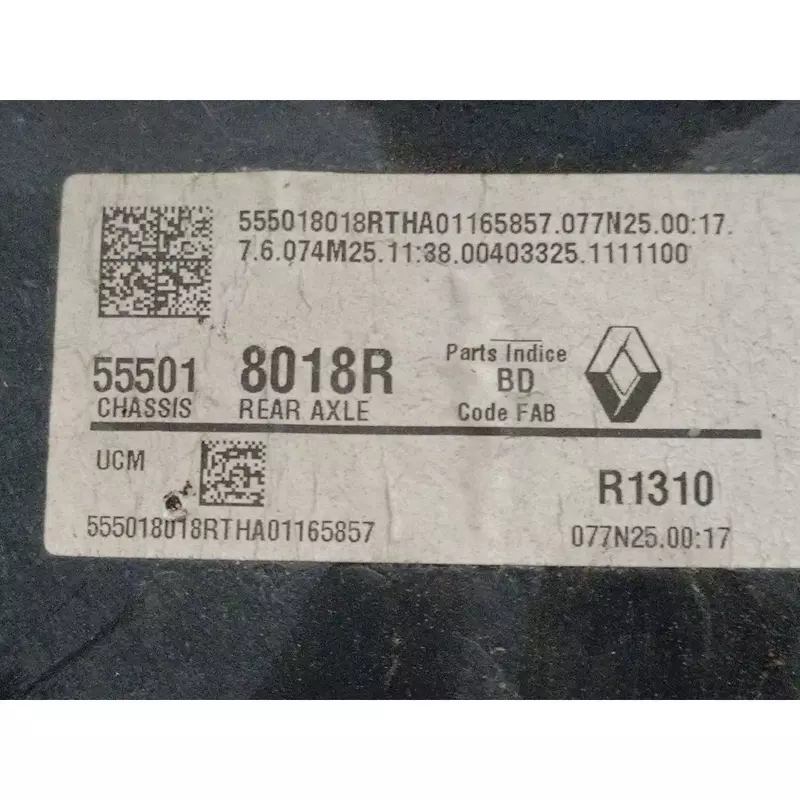 555018018RTHA01165857.077N25.00:17.
7.6.074M25.11:38.00403325.1111100
55501 8018R Parts Indice
BD
CHASSIS REAR AXLE Code FAB
UCM
R1310
555018018RTHA01165857 077N25.00:17